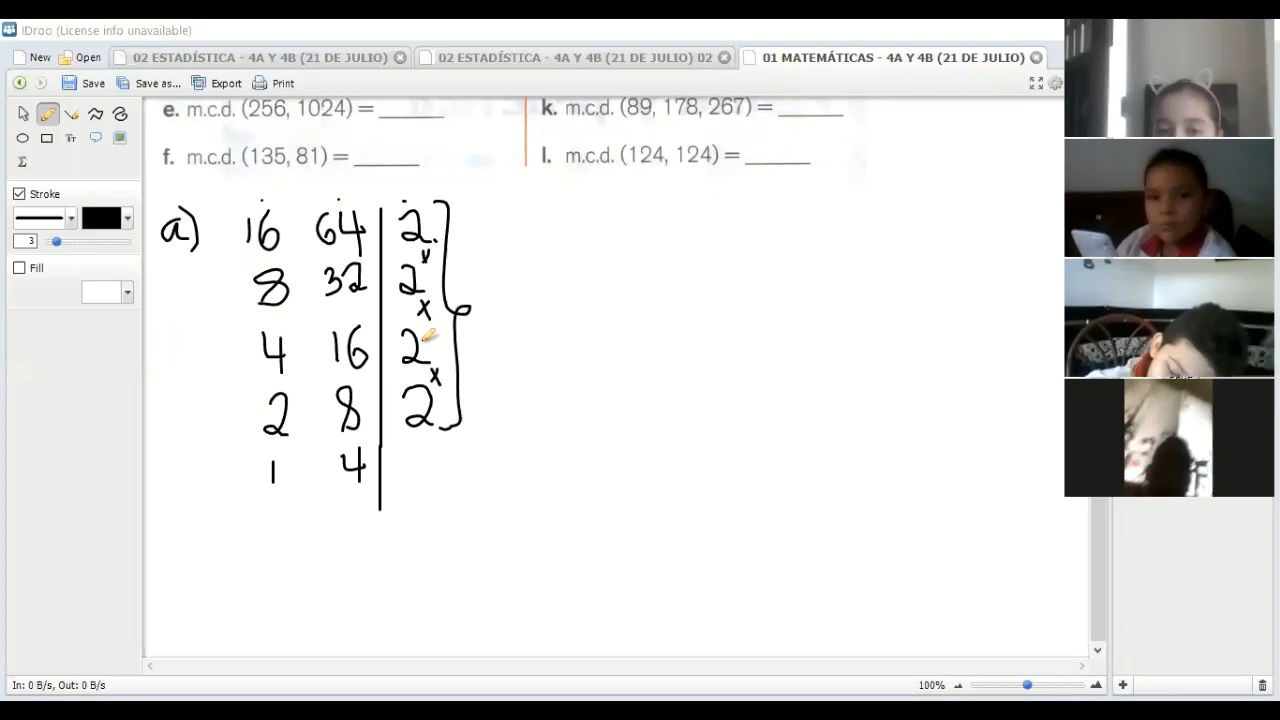 IDroo (License info unavailable)
New Open 02 ESTADÍSTICA - 4A Y 4B (21 DE JULIO) 02 ESTADÍSTICA - 4A Y 4B (21 DE JULIO) 02 01 MATEMÁTICAS - 4A Y 4B (21 DE JULIO)
Save Save as... Export Print
e. m.c.d. (256, 1024) = ______ k. m.c.d. (89, 178, 267) = ______
f. m.c.d. (135, 81) = ______ l. m.c.d. (124, 124) = ______
Tт
Σ
Stroke
3
Fill
a) 16 64 | 2
x
8 32 | 2
x
4 16 | 2
x
2 8 | 2
1 4 |
In: 0 B/s, Out: 0 B/s 100%